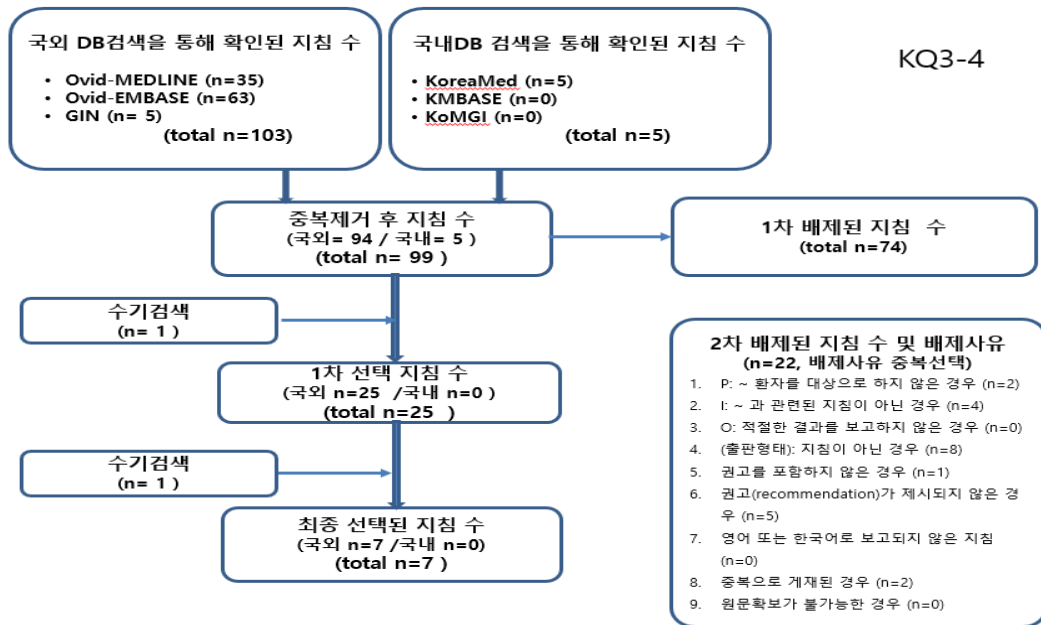 국외 DB검색을 통해 확인된 지침 수
• Ovid-MEDLINE (n=35)
• Ovid-EMBASE (n=63)
• GIN (n= 5)
(total n=103)
국내DB 검색을 통해 확인된 지침 수
• KoreaMed (n=5)
• KMBASE (n=0)
• KoMGI (n=0)
(total n=5)
KQ3-4
중복제거 후 지침 수
(국외= 94 / 국내= 5 )
(total n= 99 )
1차 배제된 지침 수
(total n=74)
수기검색
(n= 1 )
1차 선택 지침 수
(국외 n=25 /국내 n=0 )
(total n=25 )
수기검색
(n= 1 )
최종 선택된 지침 수
(국외 n=7 /국내 n=0)
(total n=7 )
2차 배제된 지침 수 및 배제사유
(n=22, 배제사유 중복선택)
1. P: ~ 환자를 대상으로 하지 않은 경우 (n=2)
2. I: ~ 과 관련된 지침이 아닌 경우 (n=4)
3. O: 적절한 결과를 보고하지 않은 경우 (n=0)
4. (출판형태): 지침이 아닌 경우 (n=8)
5. 권고를 포함하지 않은 경우 (n=1)
6. 권고(recommendation)가 제시되지 않은 경
우 (n=5)
7. 영어 또는 한국어로 보고되지 않은 지침
(n=0)
8. 중복으로 게재된 경우 (n=2)
9. 원문확보가 불가능한 경우 (n=0)